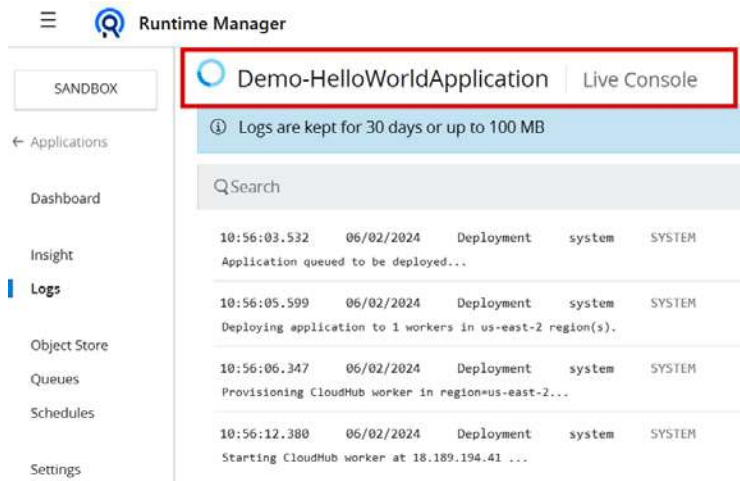 Runtime Manager
SANDBOX
← Applications
Dashboard
Insight
Logs
Object Store
Queues
Schedules
Settings
Demo-HelloWorldApplication Live Console
Logs are kept for 30 days or up to 100 MB
Search
10:56:03.532 06/02/2024 Deployment system SYSTEM
Application queued to be deployed...
10:56:05.599 06/02/2024 Deployment system SYSTEM
Deploying application to 1 workers in us-east-2 region(s).
10:56:06.347 06/02/2024 Deployment system SYSTEM
Provisioning CloudHub worker in region=us-east-2...
10:56:12.380 06/02/2024 Deployment system SYSTEM
Starting CloudHub worker at 18.189.194.41 ...